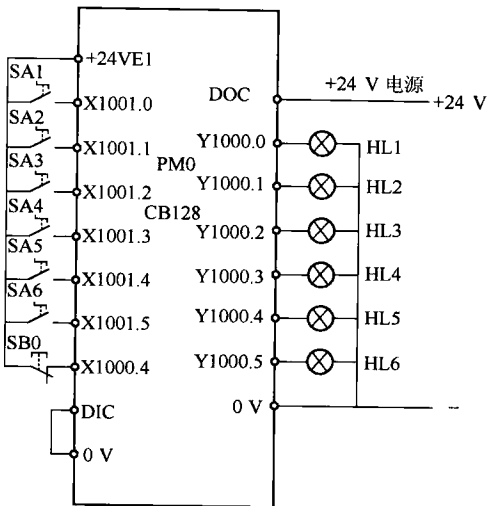 +24VE1
SA1
X1001.0
SA2
X1001.1
SA3
X1001.2
SA4
X1001.3
SA5
X1001.4
SA6
X1001.5
SB0
X1000.4
DIC
0 V
PM0
CB128
DOC
+24 V 电源
+24 V
Y1000.0
HL1
Y1000.1
HL2
Y1000.2
HL3
Y1000.3
HL4
Y1000.4
HL5
Y1000.5
HL6
0 V